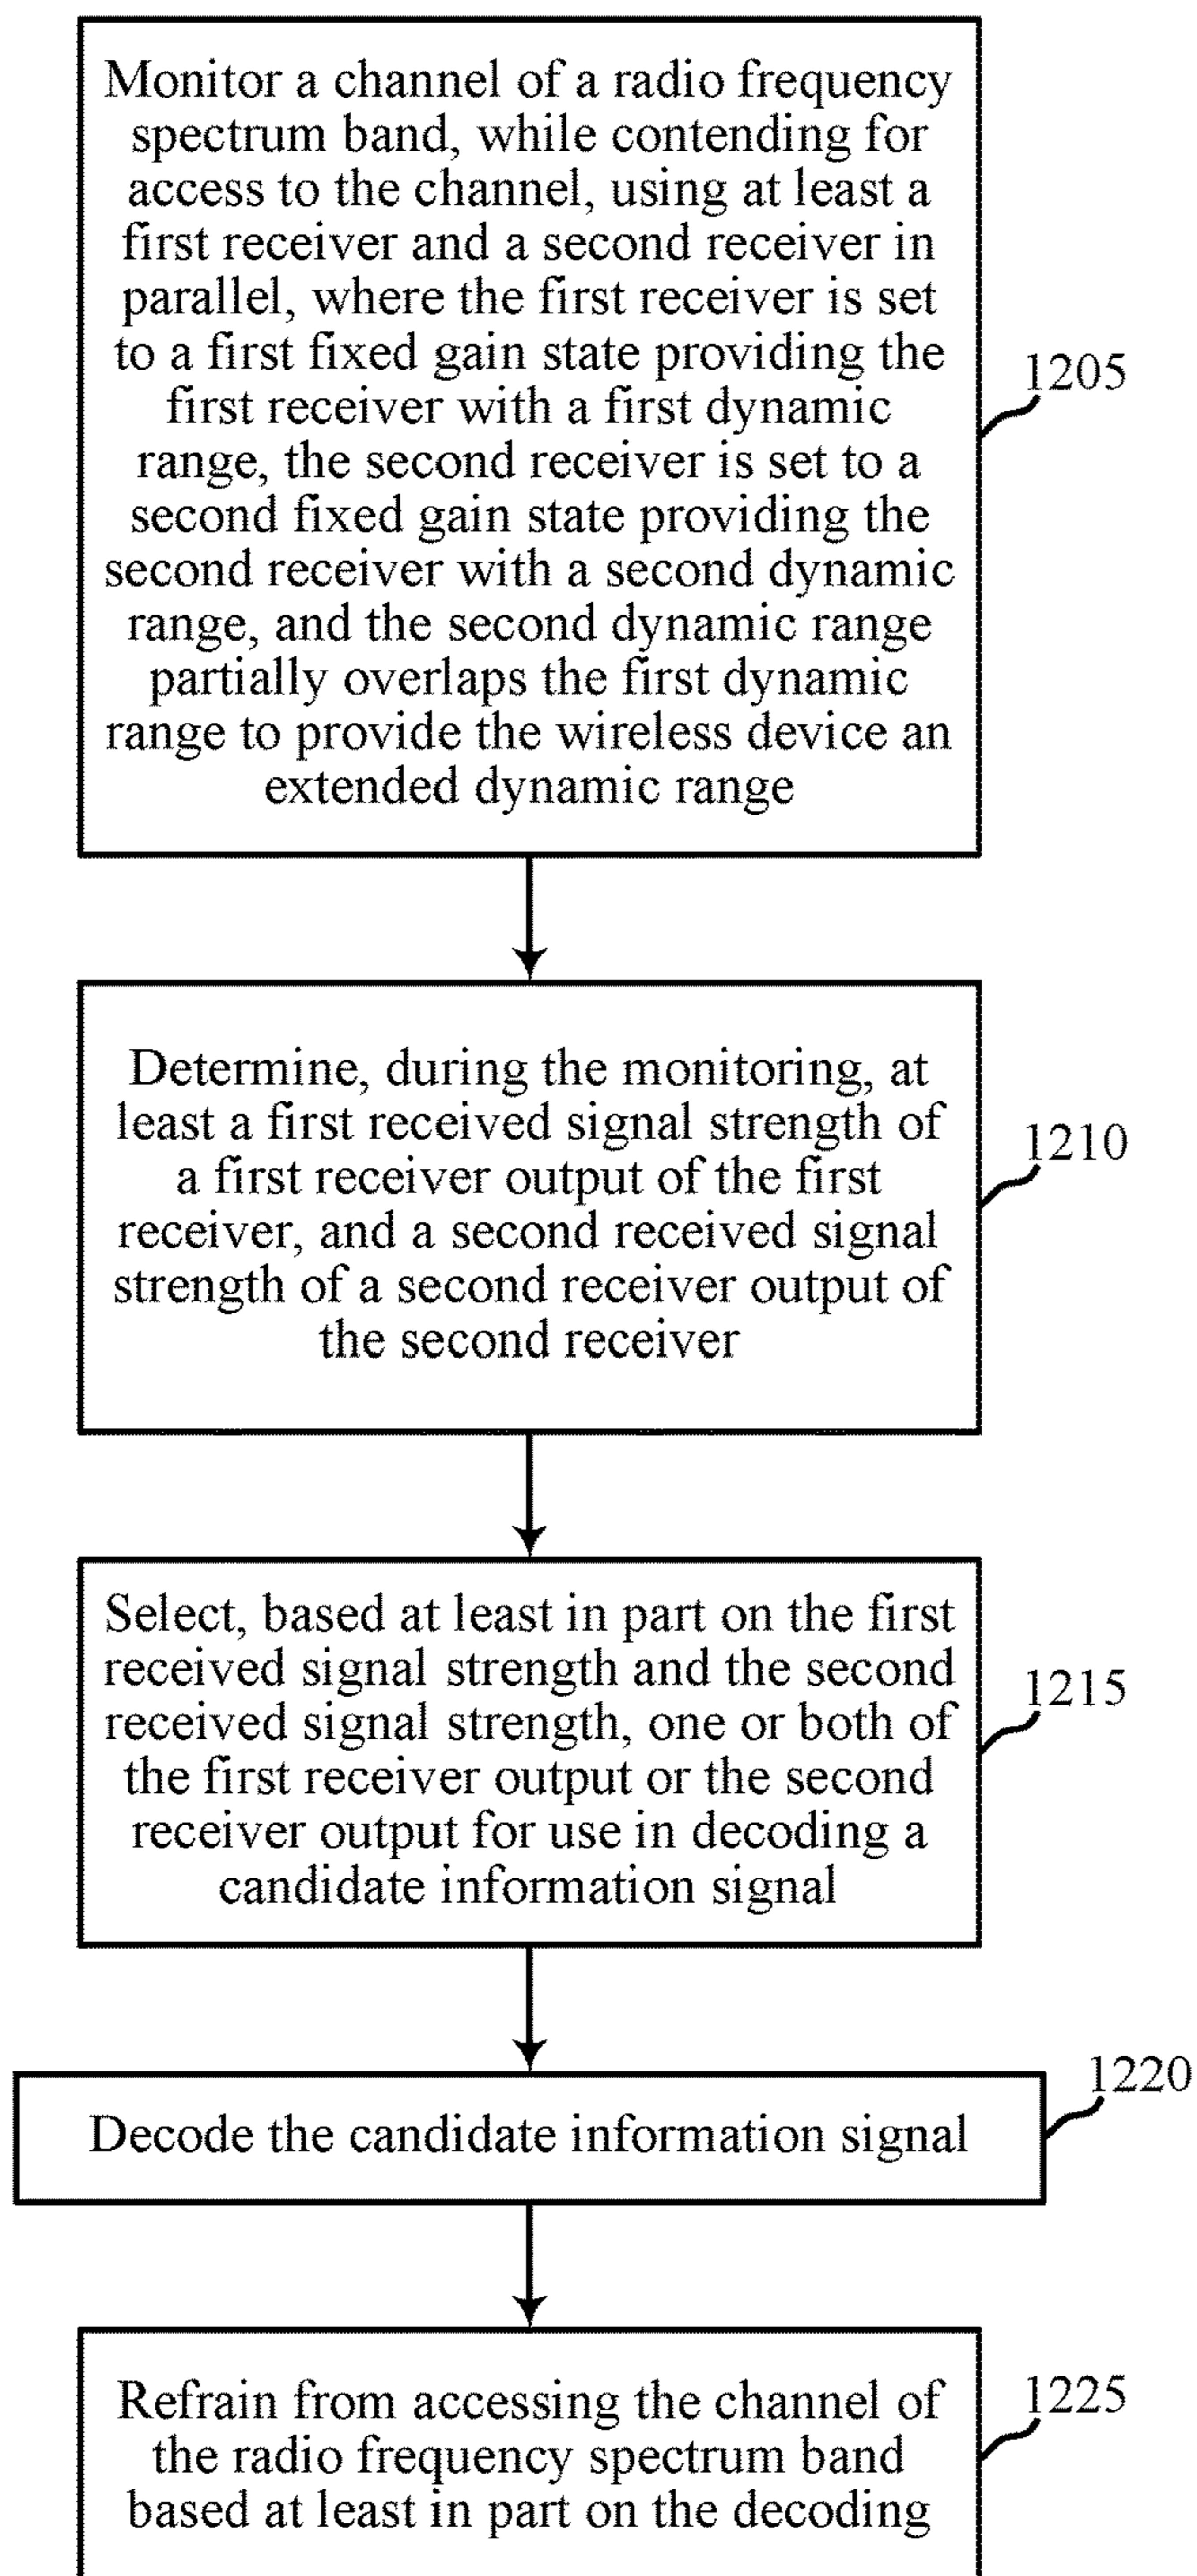 Monitor a channel of a radio frequency
spectrum band, while contending for
access to the channel, using at least a
first receiver and a second receiver in
parallel, where the first receiver is set
to a first fixed gain state providing the
first receiver with a first dynamic
range, the second receiver is set to a
second fixed gain state providing the
second receiver with a second dynamic
range, and the second dynamic range
partially overlaps the first dynamic
range to provide the wireless device an
extended dynamic range
1205
Determine, during the monitoring, at
least a first received signal strength of
a first receiver output of the first
receiver, and a second received signal
strength of a second receiver output of
the second receiver
1210
Select, based at least in part on the first
received signal strength and the second
received signal strength, one or both of
the first receiver output or the second
receiver output for use in decoding a
candidate information signal
1215
Decode the candidate information signal
1220
Refrain from accessing the channel of
the radio frequency spectrum band
based at least in part on the decoding
1225